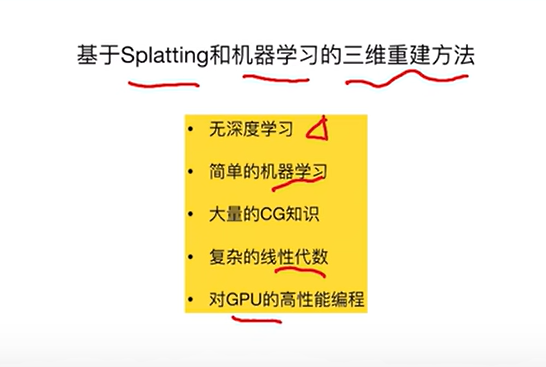 基于Splatting和机器学习的三维重建方法
• 无深度学习
• 简单的机器学习
• 大量的CG知识
• 复杂的线性代数
• 对GPU的高性能编程